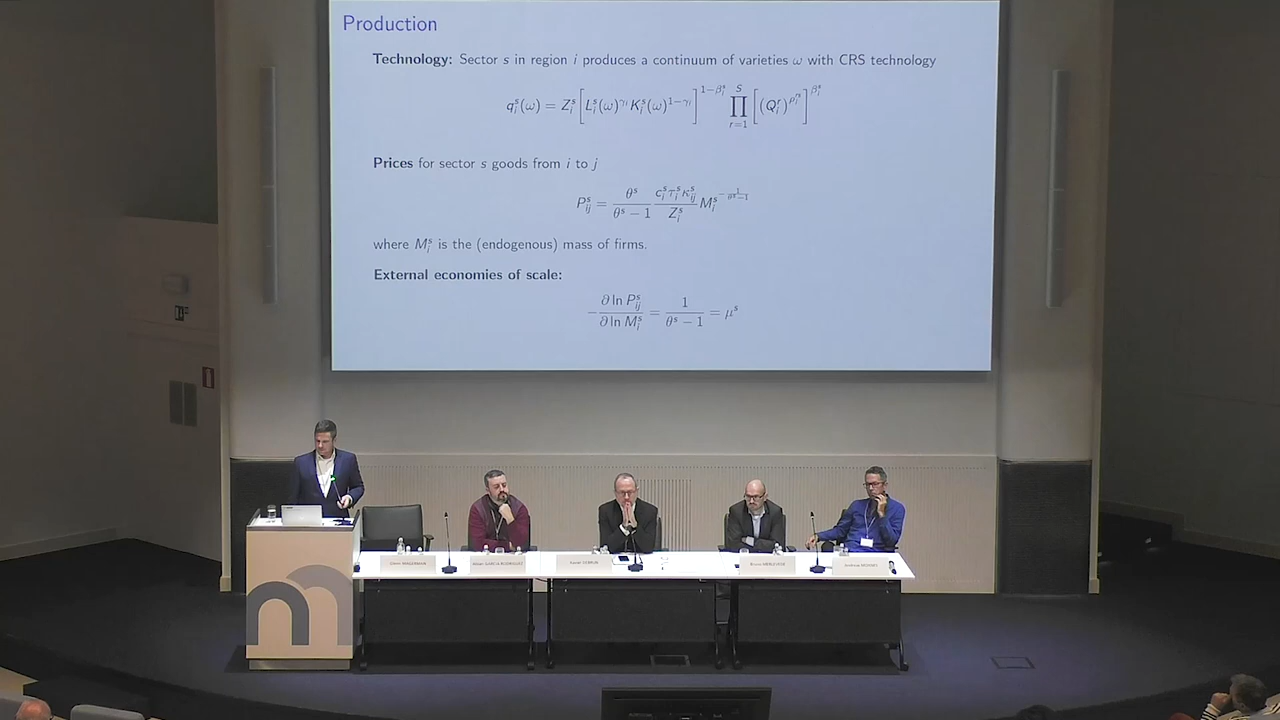 Production
Technology: Sector s in region i produces a continuum of varieties ω with CRS technology
q_i^s(ω) = Z_i^s [L_i^s(ω)^{γ_i} K_i^s(ω)^{1−γ_i}]^{1−β_i^s} ∏_{r=1}^{S} [(Q_i^r)^{ρ_i^{rs}}]^{β_i^s}
Prices for sector s goods from i to j
P_{ij}^s = θ^s / (θ^s − 1) c_i^s τ_i^s κ_{ij}^s / Z_i^s M_i^{s −1/(θ^s−1)}
where M_i^s is the (endogenous) mass of firms.
External economies of scale:
−∂ ln P_{ij}^s / ∂ ln M_i^s = 1 / (θ^s − 1) = μ^s